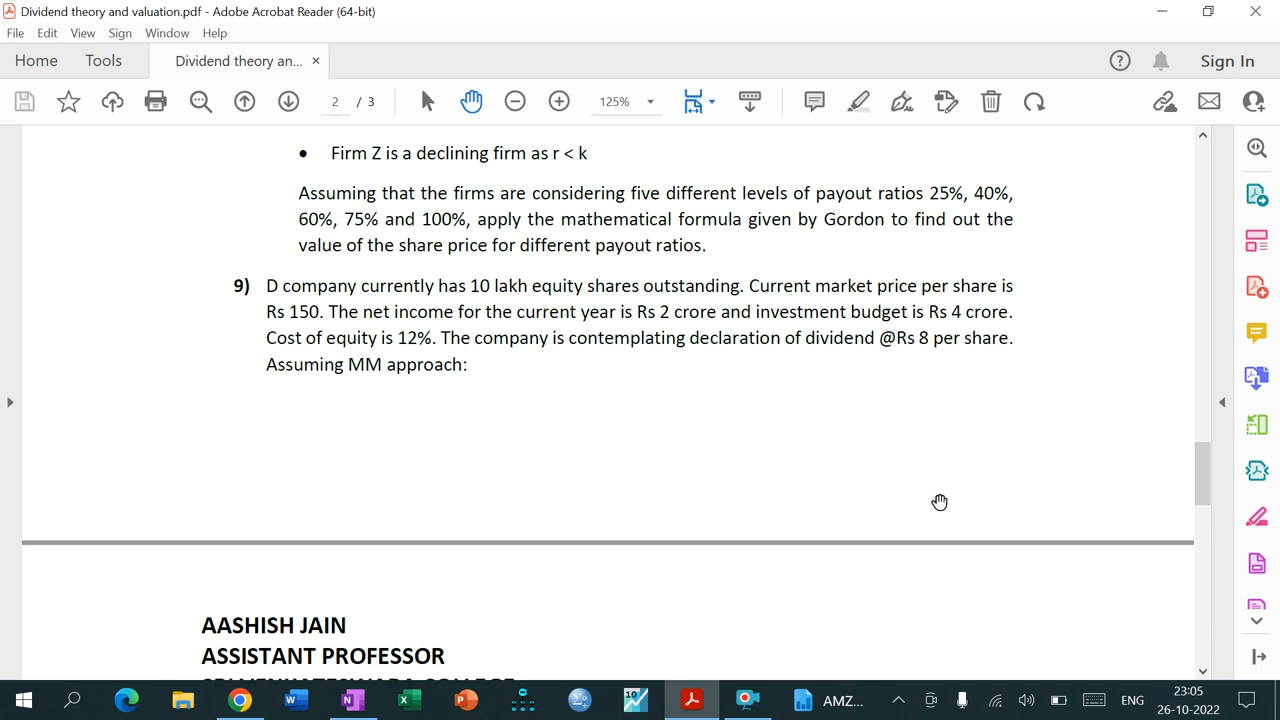 Dividend theory and valuation.pdf - Adobe Acrobat Reader (64-bit)
File Edit View Sign Window Help
Home Tools Dividend theory an... × Sign In
2 / 3 125%
• Firm Z is a declining firm as r < k
Assuming that the firms are considering five different levels of payout ratios 25%, 40%,
60%, 75% and 100%, apply the mathematical formula given by Gordon to find out the
value of the share price for different payout ratios.
9) D company currently has 10 lakh equity shares outstanding. Current market price per share is
Rs 150. The net income for the current year is Rs 2 crore and investment budget is Rs 4 crore.
Cost of equity is 12%. The company is contemplating declaration of dividend @Rs 8 per share.
Assuming MM approach:
AASHISH JAIN
ASSISTANT PROFESSOR
AMZ... ENG 23:05
26-10-2022